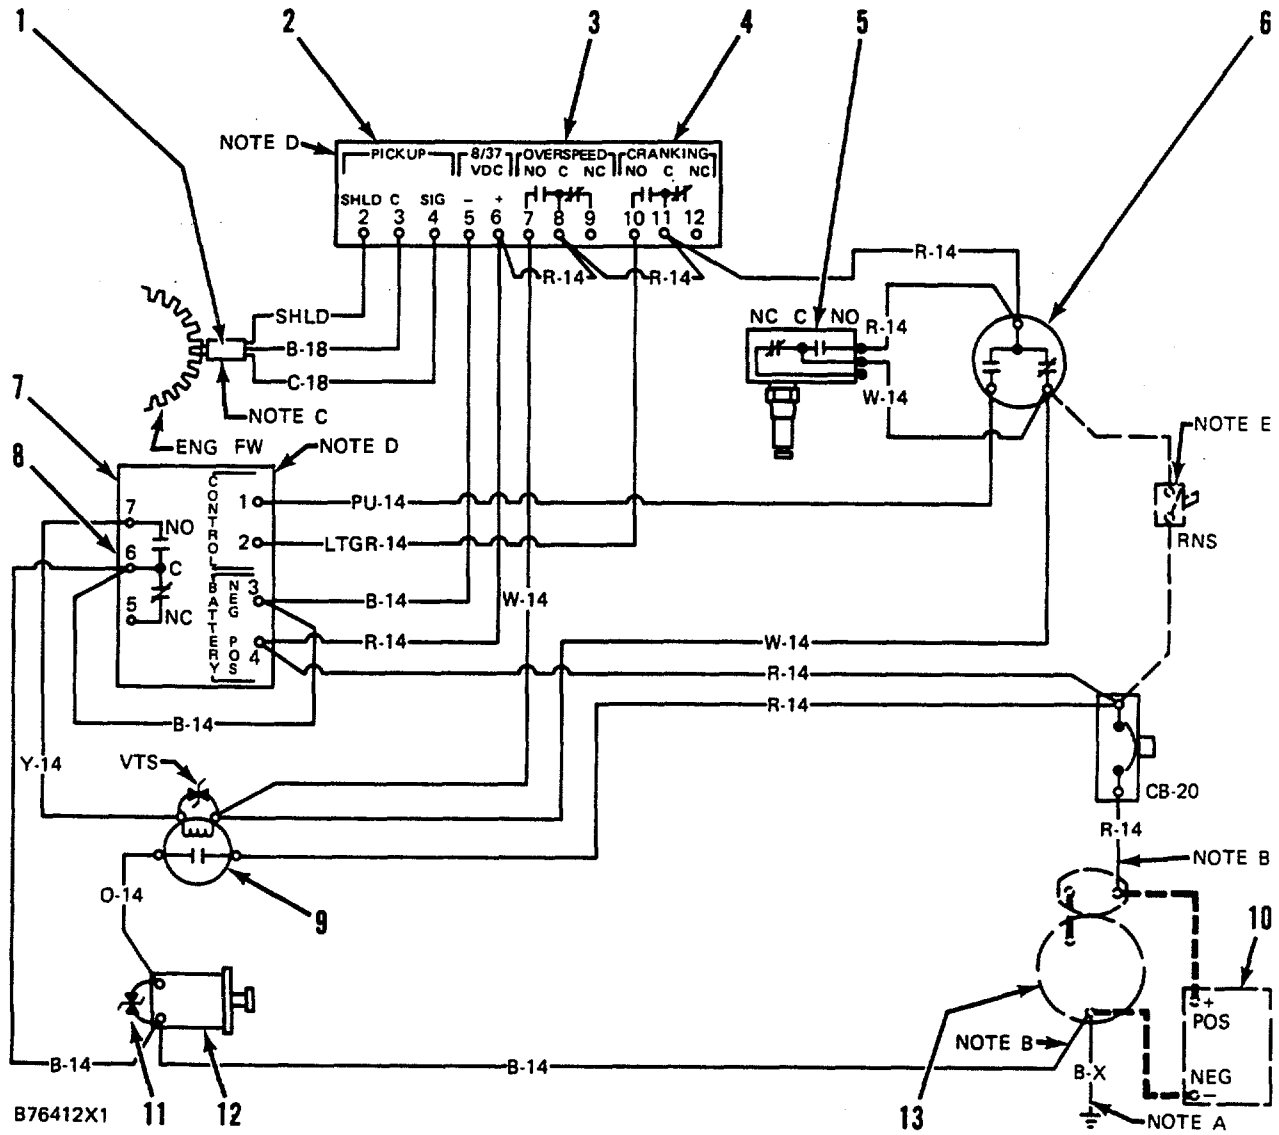 1
2
3
4
5
6
NOTE D
PICKUP
8/37 VDC
OVERSPEED
CRANKING
NO C NC
NO C NC
SHLD C SIG - +
2 3 4 5 6 7 8 9 10 11 12
R-14
R-14
R-14
NC C NO
R-14
W-14
SHLD
B-18
C-18
NOTE C
ENG FW
7
8
NOTE D
NOTE E
RNS
CONTROL
BATTERY
NEG
POS
7
NO
6
C
5
NC
1
2
3
4
PU-14
LTGR-14
B-14
W-14
R-14
W-14
R-14
R-14
B-14
Y-14
VTS
CB-20
R-14
NOTE B
O-14
9
10
+
POS
NEG
-
13
NOTE B
B-X
NOTE A
B-14
B-14
B76412X1
11
12